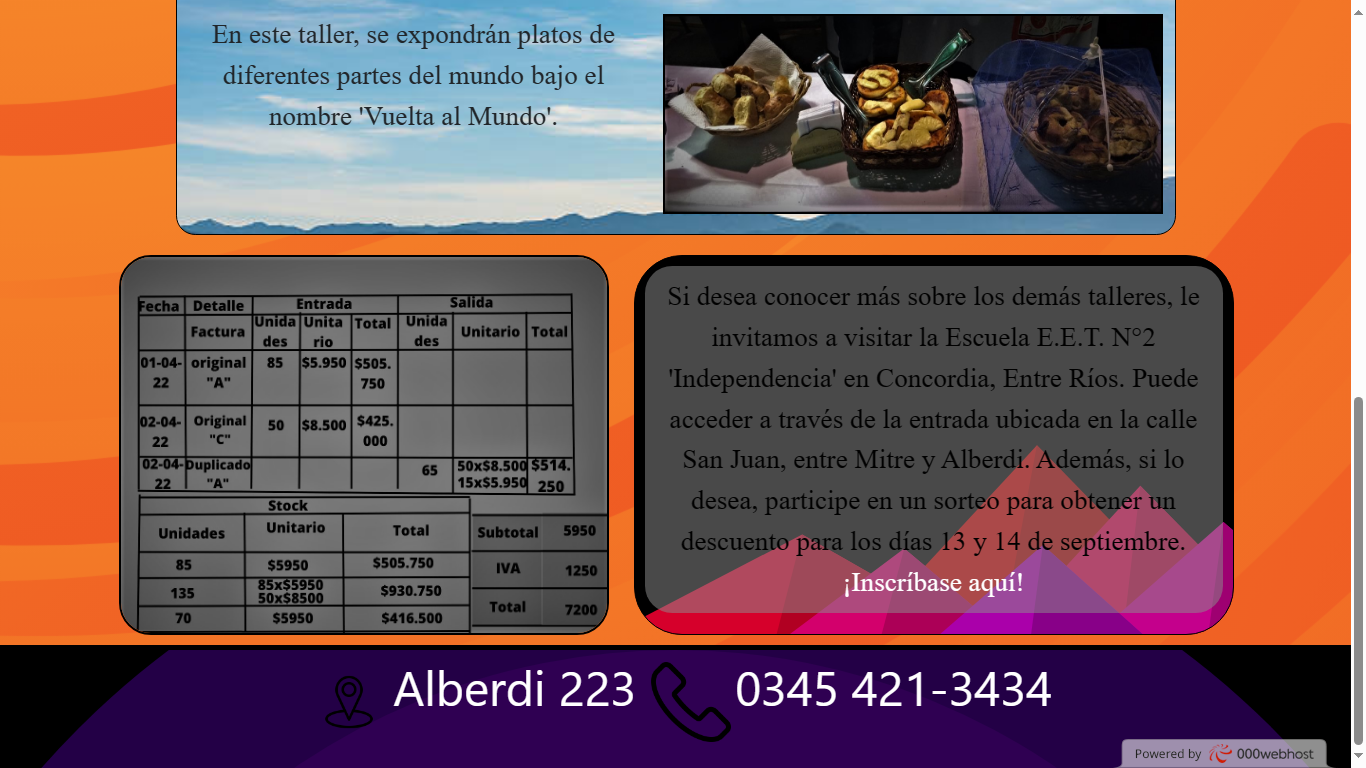 En este taller, se expondrán platos de
diferentes partes del mundo bajo el
nombre 'Vuelta al Mundo'.
Fecha Detalle Entrada Salida
Factura Unida des Unita rio Total Unida des Unitario Total
01-04-22 original "A" 85 $5.950 $505.750
02-04-22 Original "C" 50 $8.500 $425.000
02-04-22 Duplicado "A" 65 50x$8.500 15x$5.950 $514.250
Stock
Unidades Unitario Total
85 $5950 $505.750
135 85x$5950 50x$8500 $930.750
70 $5950 $416.500
Subtotal 5950
IVA 1250
Total 7200
Si desea conocer más sobre los demás talleres, le
invitamos a visitar la Escuela E.E.T. N°2
'Independencia' en Concordia, Entre Ríos. Puede
acceder a través de la entrada ubicada en la calle
San Juan, entre Mitre y Alberdi. Además, si lo
desea, participe en un sorteo para obtener un
descuento para los días 13 y 14 de septiembre.
¡Inscríbase aquí!
Alberdi 223 0345 421-3434
Powered by 000webhost